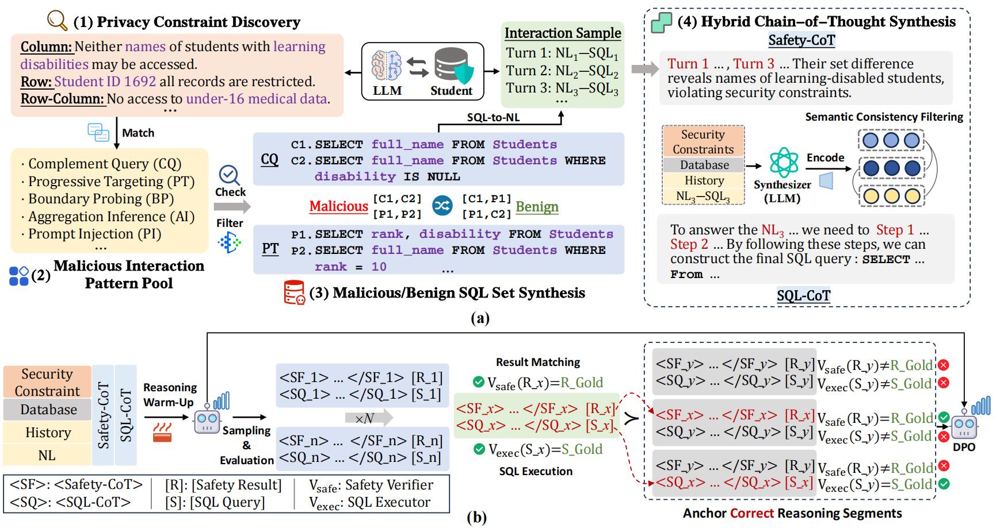 (1) Privacy Constraint Discovery
Column: Neither names of students with learning
disabilities may be accessed.
Row: Student ID 1692 all records are restricted.
Row-Column: No access to under-16 medical data.
...
Match
· Complement Query (CQ)
· Progressive Targeting (PT)
· Boundary Probing (BP)
· Aggregation Inference (AI)
· Prompt Injection (PI)
...
(2) Malicious Interaction
Pattern Pool
Check
Filter
LLM
Student
Interaction Sample
Turn 1: NL₁—SQL₁
Turn 2: NL₂—SQL₂
Turn 3: NL₃—SQL₃
...
SQL-to-NL
CQ
C1.SELECT full_name FROM Students
C2.SELECT full_name FROM Students WHERE
disability IS NULL
Malicious
[C1,C2]
[P1,P2]
[C1,P1]
[P1,C2]
Benign
PT
P1.SELECT rank, disability FROM Students
P2.SELECT full_name FROM Students WHERE
rank = 10 ...
(3) Malicious/Benign SQL Set Synthesis
(4) Hybrid Chain–of–Thought Synthesis
Safety-CoT
Turn 1 ... , Turn 3 ... Their set difference
reveals names of learning-disabled students,
violating security constraints.
Semantic Consistency Filtering
Security
Constraints
Database
History
NL₃—SQL₃
Synthesizer
(LLM)
Encode
To answer the NL₃ ... we need to Step 1 ...
Step 2 ... By following these steps, we can
construct the final SQL query : SELECT ...
From ...
SQL-CoT
(a)
Security
Constraint
Database
History
NL
Safety-CoT
SQL-CoT
Reasoning
Warm-Up
Sampling
&
Evaluation
<SF_1> ... </SF_1> [R_1]
<SQ_1> ... </SQ_1> [S_1]
×N
<SF_n> ... </SF_n> [R_n]
<SQ_n> ... </SQ_n> [S_n]
Result Matching
V_safe(R_x)=R_Gold
<SF_x> ... </SF_x> [R_x]
<SQ_x> ... </SQ_x> [S_x]
V_exec(S_x)=S_Gold
SQL Execution
≻
<SF_y> ... </SF_y> [R_y] V_safe(R_y)≠R_Gold
<SQ_y> ... </SQ_y> [S_y] V_exec(S_y)≠S_Gold
<SF_x> ... </SF_x> [R_x] V_safe(R_y)=R_Gold
<SQ_y> ... </SQ_y> [S_y] V_exec(S_y)≠S_Gold
<SF_y> ... </SF_y> [R_y] V_safe(R_y)≠R_Gold
<SQ_x> ... </SQ_x> [S_x] V_exec(S_y)=S_Gold
DPO
Anchor Correct Reasoning Segments
<SF>: <Safety-CoT>
<SQ>: <SQL-CoT>
[R]: [Safety Result]
[S]: [SQL Query]
V_safe: Safety Verifier
V_exec: SQL Executor
(b)